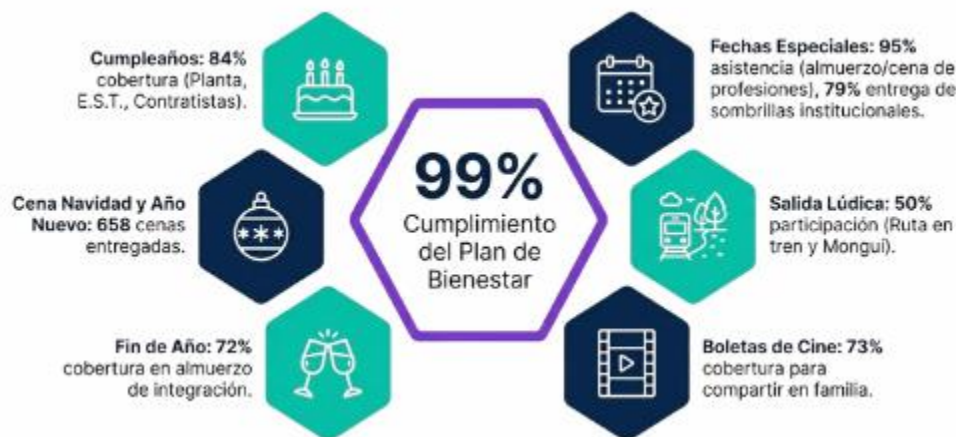 Cumpleaños: 84%
cobertura (Planta,
E.S.T., Contratistas).
Cena Navidad y Año
Nuevo: 658 cenas
entregadas.
Fin de Año: 72%
cobertura en almuerzo
de integración.
99%
Cumplimiento
del Plan de
Bienestar
Fechas Especiales: 95%
asistencia (almuerzo/cena de
profesiones), 79% entrega de
sombrillas institucionales.
Salida Lúdica: 50%
participación (Ruta en
tren y Monguí).
Boletas de Cine: 73%
cobertura para
compartir en familia.